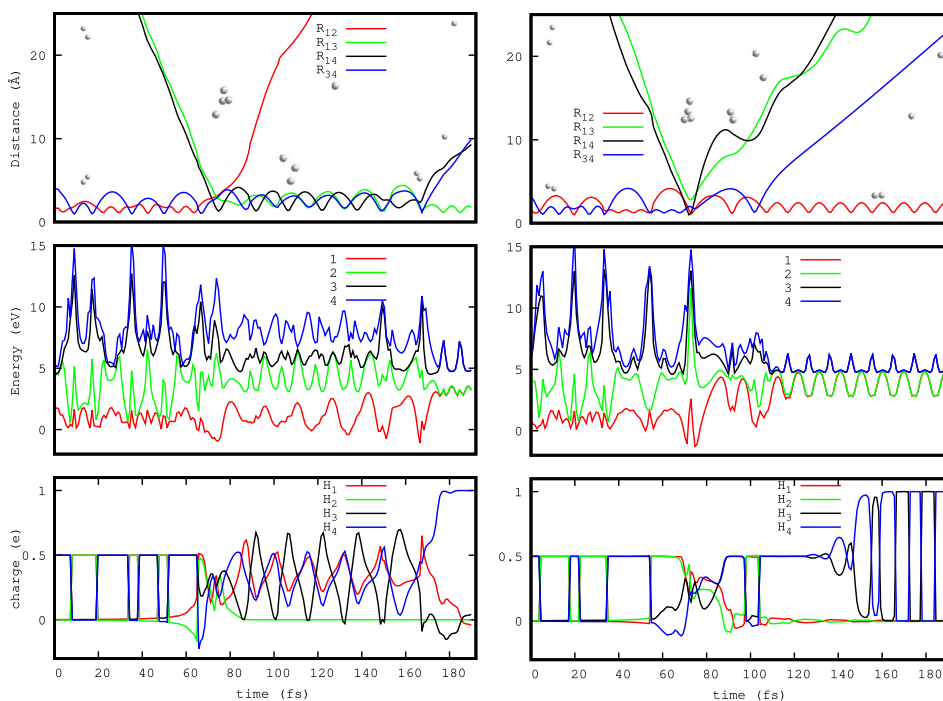 R12
R13
R14
R34
20
10
0
Distance (Å)
R12
R13
R14
R34
20
10
0
15
10
5
0
Energy (eV)
1
2
3
4
15
10
5
0
1
2
3
4
1
0.5
0
charge (e)
H1
H2
H3
H4
0 20 40 60 80 100 120 140 160 180
time (fs)
1
0.5
0
H1
H2
H3
H4
0 20 40 60 80 100 120 140 160 180
time (fs)